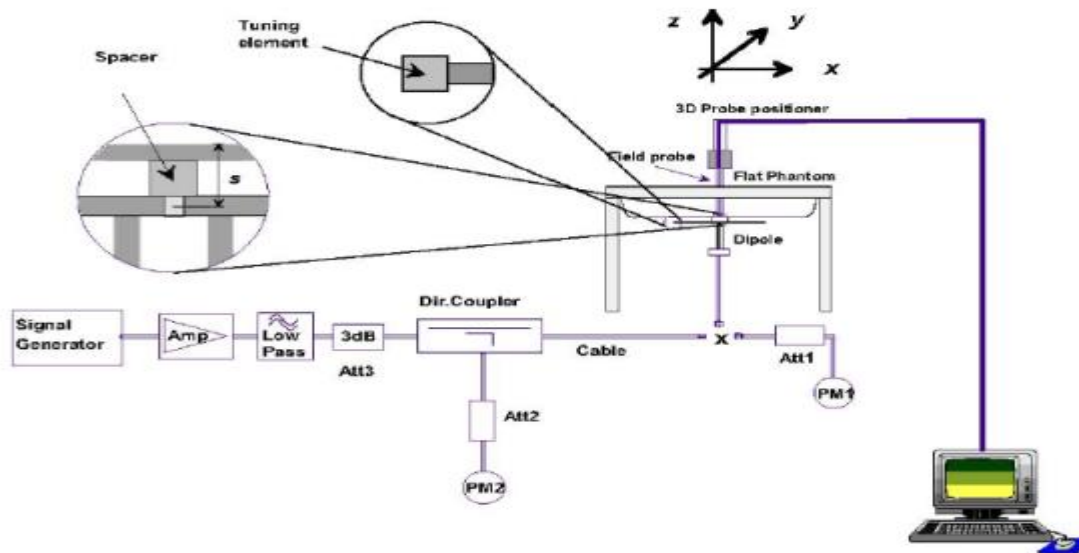 Tuning
element
Spacer
s
z
y
x
3D Probe positioner
Field probe
Flat Phantom
Dipole
Signal
Generator
Amp
Low
Pass
3dB
Att3
Dir.Coupler
Cable
x
Att1
PM1
Att2
PM2